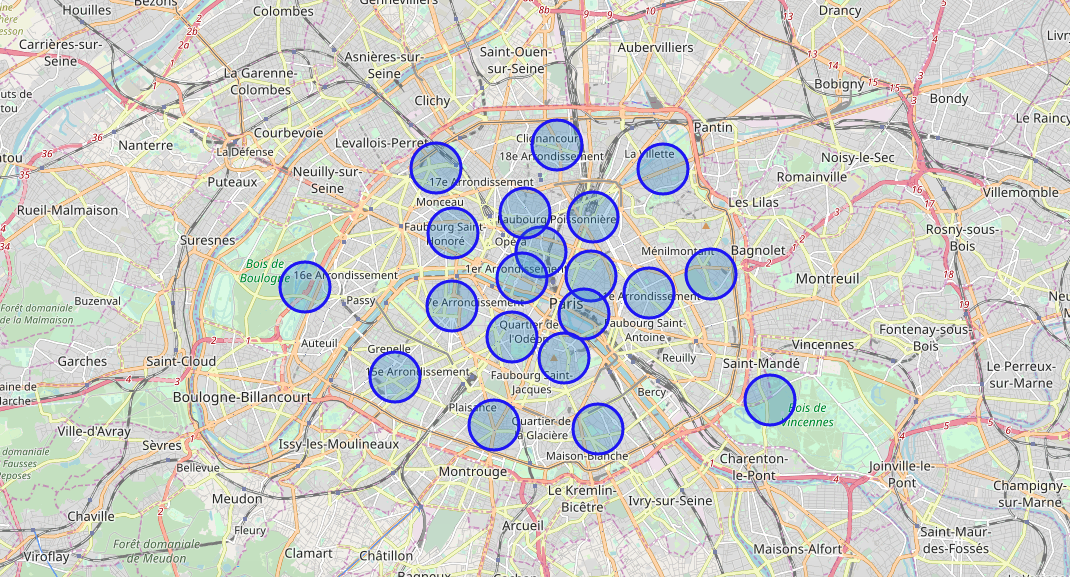 Houilles
Colombes
Gennevilliers
Bezons
Drancy
Carrières-sur-
Seine
Asnières-sur-
Seine
Saint-Ouen-
sur-Seine
Aubervilliers
La Garenne-
Colombes
Bobigny
Bondy
Clichy
Le Raincy
Courbevoie
Pantin
Nanterre
La Défense
Levallois-Perret
Clignancourt
18e Arrondissement
La Villette
Noisy-le-Sec
Puteaux
Neuilly-sur-
Seine
17e Arrondissement
Romainville
Villemomble
Rueil-Malmaison
Monceau
Les Lilas
Faubourg Poissonnière
Suresnes
Faubourg Saint-
Honoré
Opéra
Rosny-sous-
Bois
Ménilmontant
Bagnolet
Bois de
Boulogne
16e Arrondissement
1er Arrondissement
Montreuil
Buzenval
Passy
7e Arrondissement
Paris
e Arrondissement
Forêt domaniale
de la Malmaison
Quartier de
l'Odéon
Faubourg Saint-
Antoine
Fontenay-sous-
Bois
Garches
Saint-Cloud
Auteuil
Grenelle
Reuilly
Vincennes
Saint-Mandé
Le Perreux-
sur-Marne
15e Arrondissement
Faubourg Saint-
Jacques
Bercy
Boulogne-Billancourt
Plaisance
Bois de
Vincennes
Ville-d'Avray
Quartier de
la Glacière
Sèvres
Issy-les-Moulineaux
Maison-Blanche
Bellevue
Montrouge
Charenton-
le-Pont
Joinville-le-
Pont
Meudon
Le Kremlin-
Bicêtre
Ivry-sur-Seine
Champigny-
sur-Marne
Chaville
Fleury
Arcueil
Viroflay
Forêt domaniale
de Meudon
Clamart
Châtillon
Maisons-Alfort
Saint-Maur-
des-Fossés
Bagneux